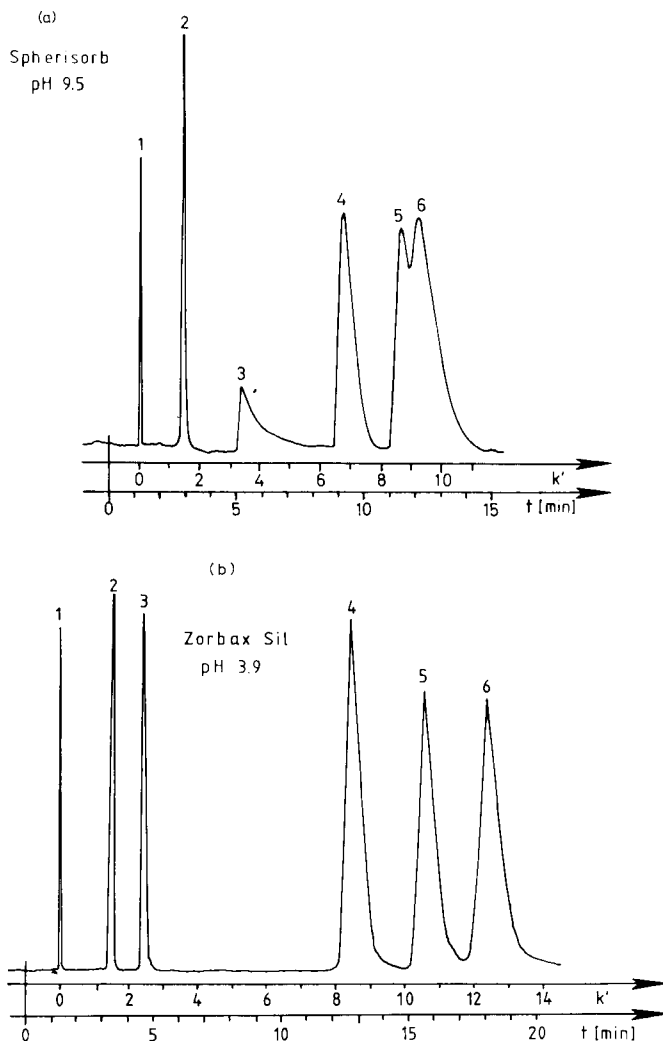 (a)
Spherisorb
pH 9.5
1
2
3
4
5
6
0 2 4 6 8 10 k'
0 5 10 15 t [min]
(b)
Zorbax Sil
pH 3.9
1
2
3
4
5
6
0 2 4 6 8 10 12 14 k'
0 5 10 15 20 t [min]